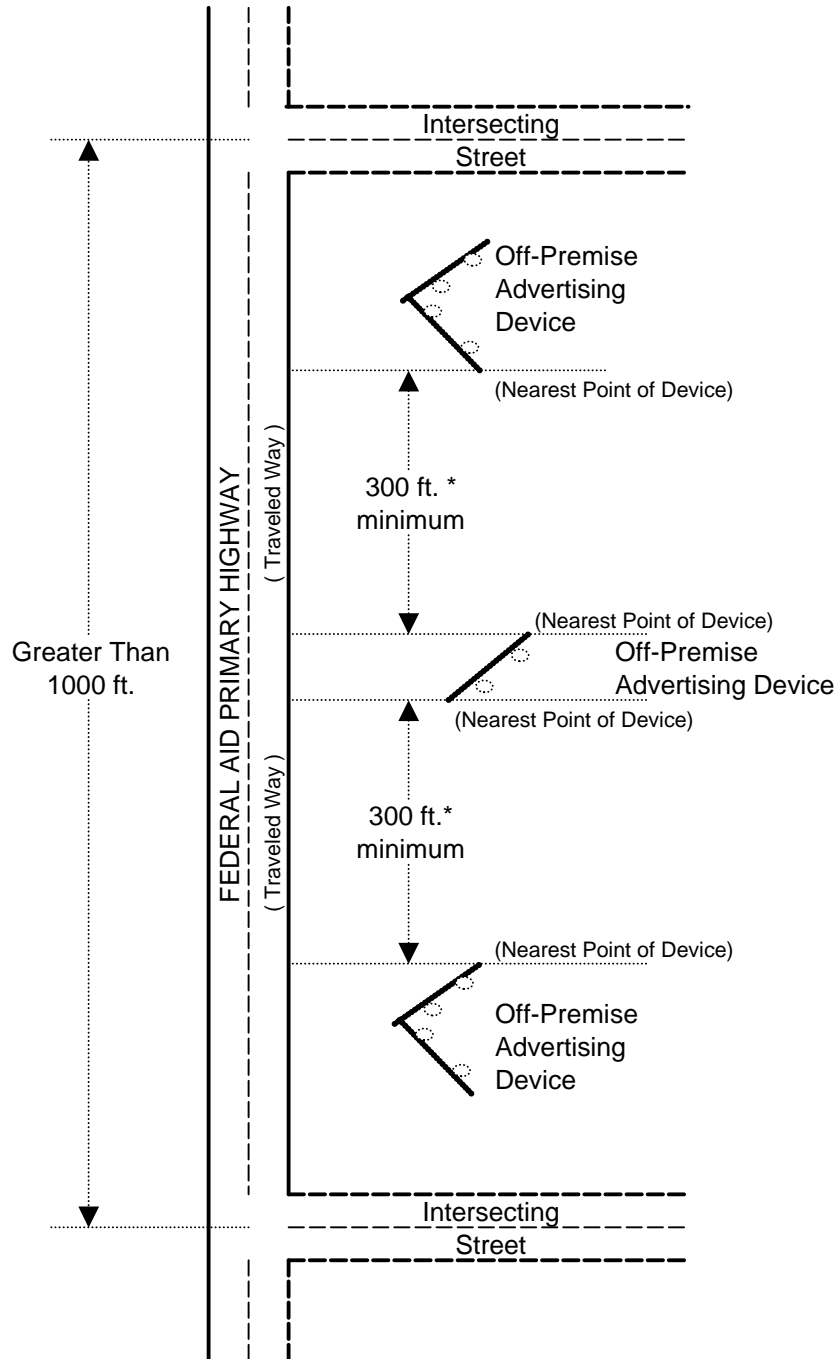 Intersecting
Street
Off-Premise
Advertising
Device
(Nearest Point of Device)
300 ft. *
minimum
FEDERAL AID PRIMARY HIGHWAY
( Traveled Way )
(Nearest Point of Device)
Greater Than
1000 ft.
Off-Premise
Advertising Device
(Nearest Point of Device)
( Traveled Way )
300 ft.*
minimum
(Nearest Point of Device)
Off-Premise
Advertising
Device
Intersecting
Street